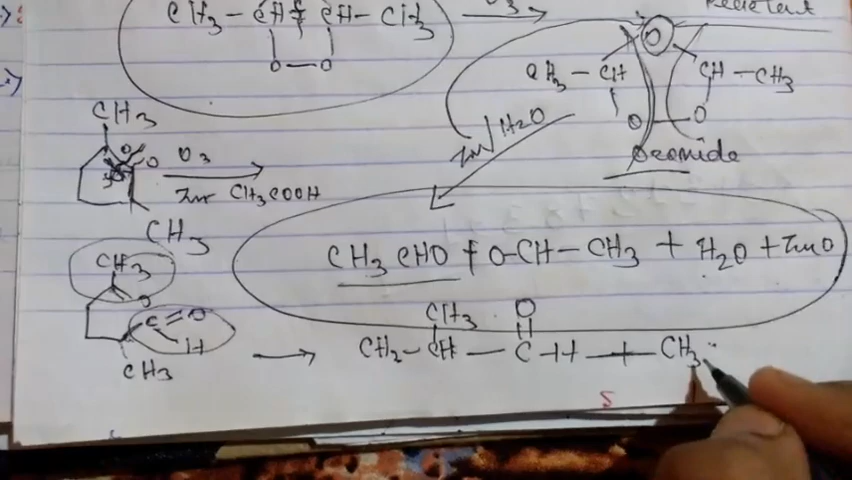 CH3 – CH CH – CH3
O – O
CH3 – CH CH – CH3
O O
Zn/H2O
Ozonide
CH3
O3
Zn CH3COOH
CH3
CH3 CHO + O-CH-CH3 + H2O + ZnO
CH3
O
C = O
H
CH3
CH3 O
CH2 – CH — C -H + CH3